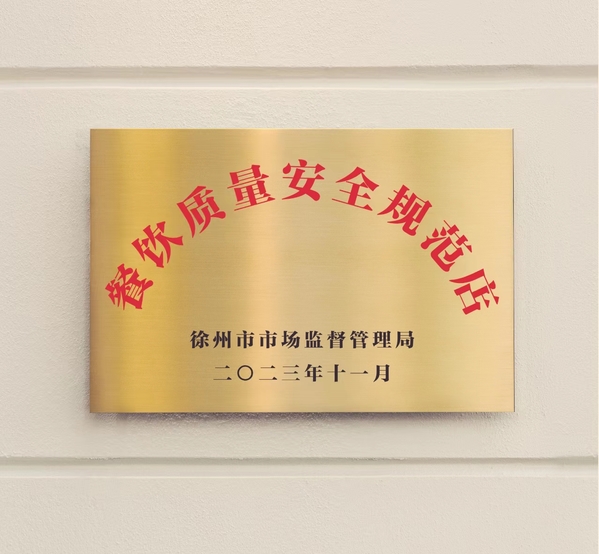 餐饮质量安全规范店
徐州市市场监督管理局
二〇二三年十一月